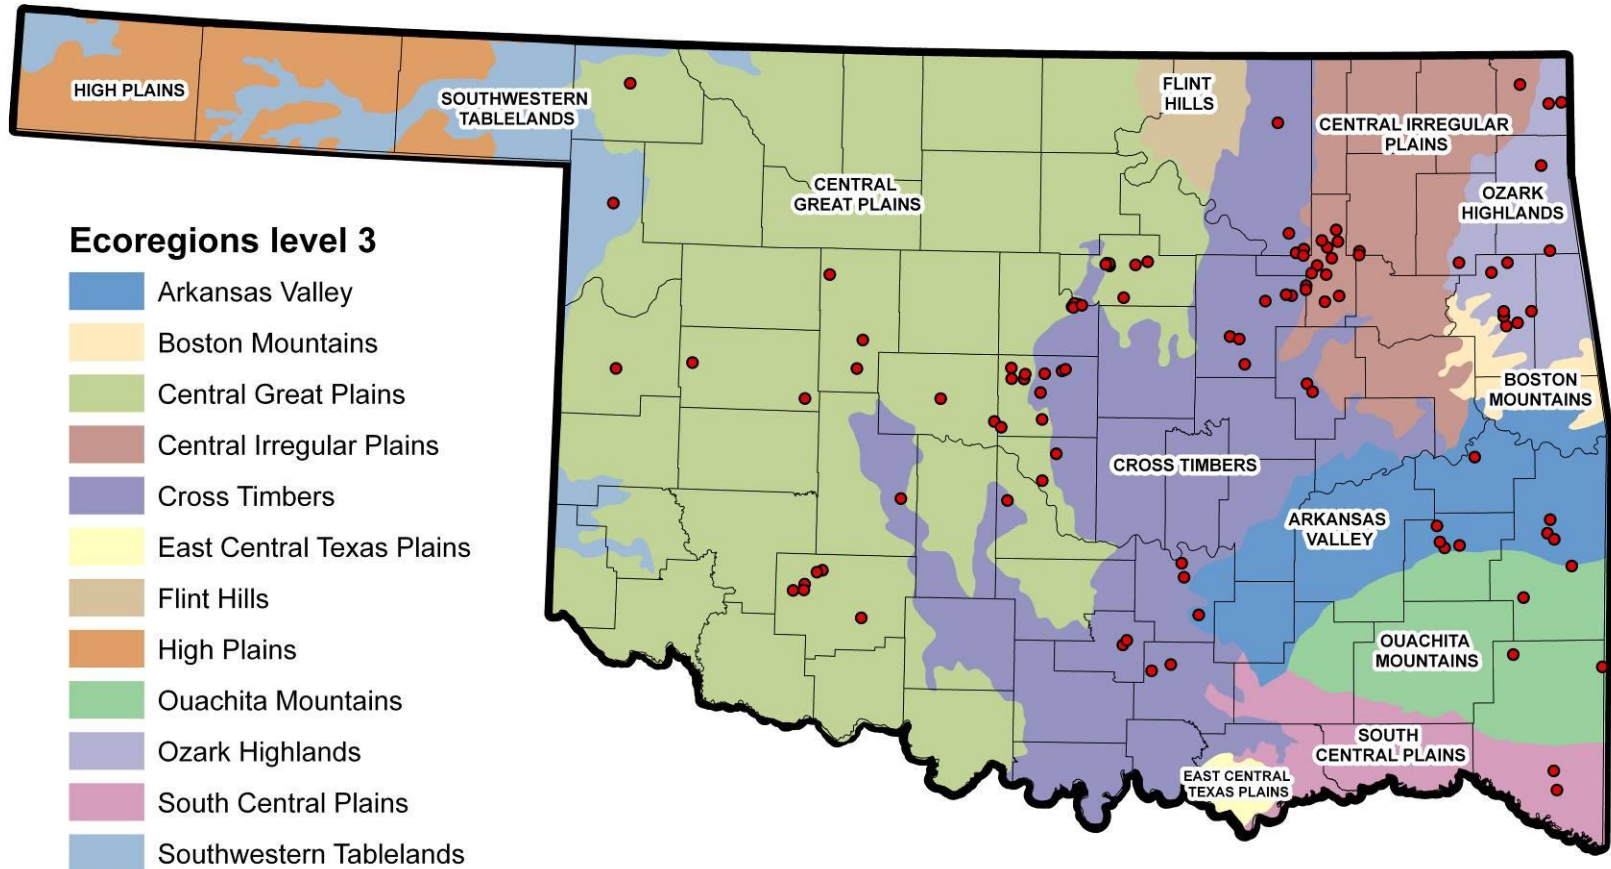 HIGH PLAINS
SOUTHWESTERN
TABLELANDS
FLINT
HILLS
CENTRAL IRREGULAR
PLAINS
CENTRAL
GREAT PLAINS
OZARK
HIGHLANDS
BOSTON
MOUNTAINS
CROSS TIMBERS
ARKANSAS
VALLEY
OUACHITA
MOUNTAINS
SOUTH
CENTRAL PLAINS
EAST CENTRAL
TEXAS PLAINS
Ecoregions level 3
Arkansas Valley
Boston Mountains
Central Great Plains
Central Irregular Plains
Cross Timbers
East Central Texas Plains
Flint Hills
High Plains
Ouachita Mountains
Ozark Highlands
South Central Plains
Southwestern Tablelands